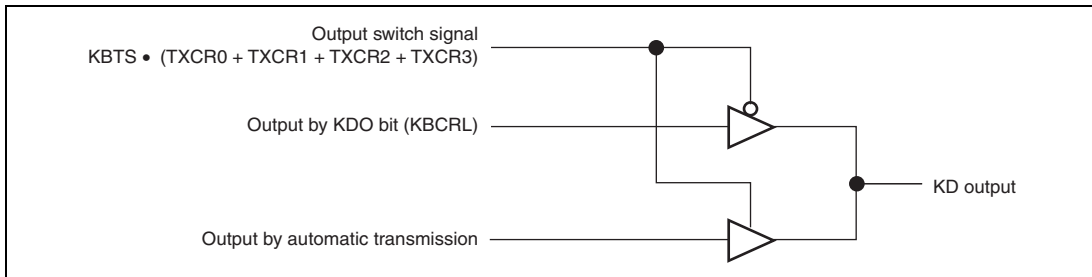 Output switch signal
KBTS • (TXCR0 + TXCR1 + TXCR2 + TXCR3)
Output by KDO bit (KBCRL)
KD output
Output by automatic transmission